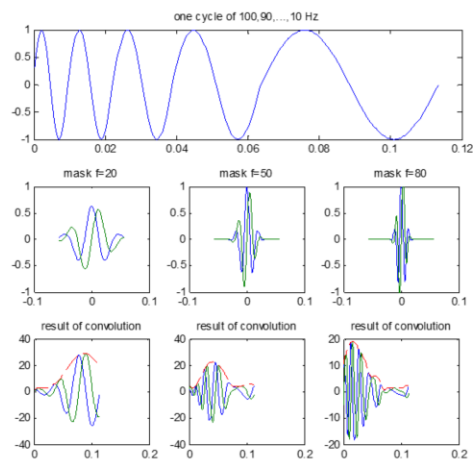 one cycle of 100,90,...,10 Hz
1
0.5
0
-0.5
-1
0 0.02 0.04 0.06 0.08 0.1 0.12
mask f=20 mask f=50 mask f=80
1 1 1
0.5 0.5 0.5
0 0 0
-0.5 -0.5 -0.5
-1 -1 -1
-0.1 0 0.1 -0.1 0 0.1 -0.1 0 0.1
result of convolution result of convolution result of convolution
40 40 20
20 20 10
0 0 0
-20 -20 -10
-40 -40 -20
0 0.1 0.2 0 0.1 0.2 0 0.1 0.2